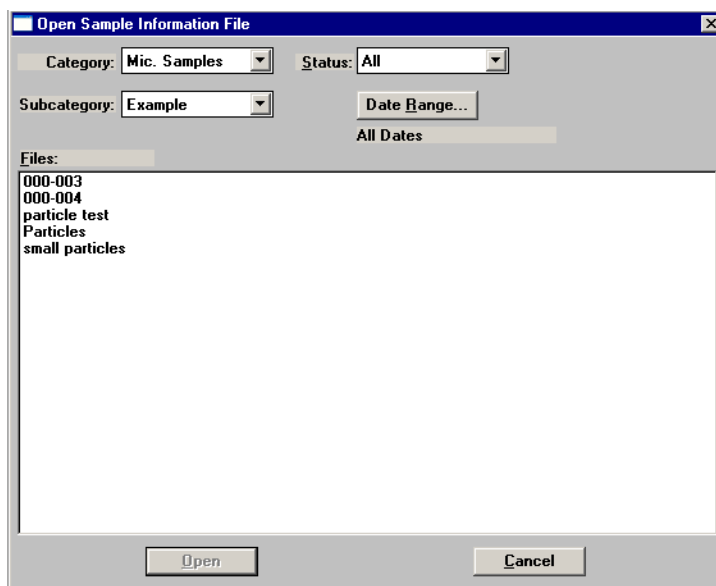 Open Sample Information File
Category: Mic. Samples Status: All
Subcategory: Example Date Range...
All Dates
Files:
000-003
000-004
particle test
Particles
small particles
Open Cancel